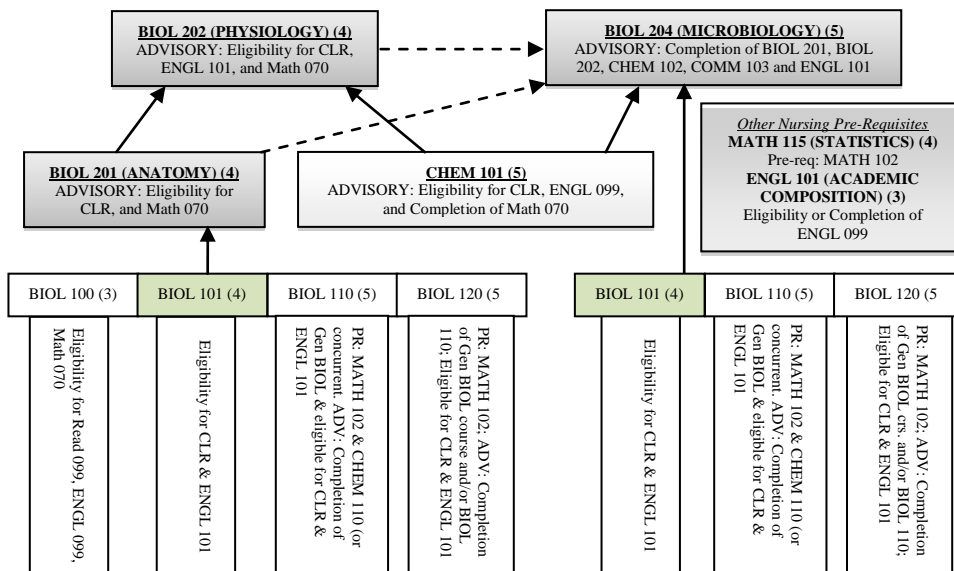 BIOL 202 (PHYSIOLOGY) (4)
ADVISORY: Eligibility for CLR,
ENGL 101, and Math 070
BIOL 204 (MICROBIOLOGY) (5)
ADVISORY: Completion of BIOL 201, BIOL
202, CHEM 102, COMM 103 and ENGL 101
Other Nursing Pre-Requisites
MATH 115 (STATISTICS) (4)
Pre-req: MATH 102
ENGL 101 (ACADEMIC
COMPOSITION) (3)
Eligibility or Completion of
ENGL 099
BIOL 201 (ANATOMY) (4)
ADVISORY: Eligibility for
CLR, and Math 070
CHEM 101 (5)
ADVISORY: Eligibility for CLR, ENGL 099,
and Completion of Math 070
BIOL 100 (3)
BIOL 101 (4)
BIOL 110 (5)
BIOL 120 (5
BIOL 101 (4)
BIOL 110 (5)
BIOL 120 (5
Eligibility for Read 099, ENGL 099,
Math 070
Eligibility for CLR & ENGL 101
PR: MATH 102 & CHEM 110 (or
concurrent. ADV: Completion of
Gen BIOL & eligible for CLR &
ENGL 101
PR: MATH 102; ADV: Completion
of Gen BIOL course and/or BIOL
110; Eligible for CLR & ENGL 101
Eligibility for CLR & ENGL 101
PR: MATH 102 & CHEM 110 (or
concurrent. ADV: Completion of
Gen BIOL & eligible for CLR &
ENGL 101
PR: MATH 102; ADV: Completion
of Gen BIOL crs. and/or BIOL 110;
Eligible for CLR & ENGL 101